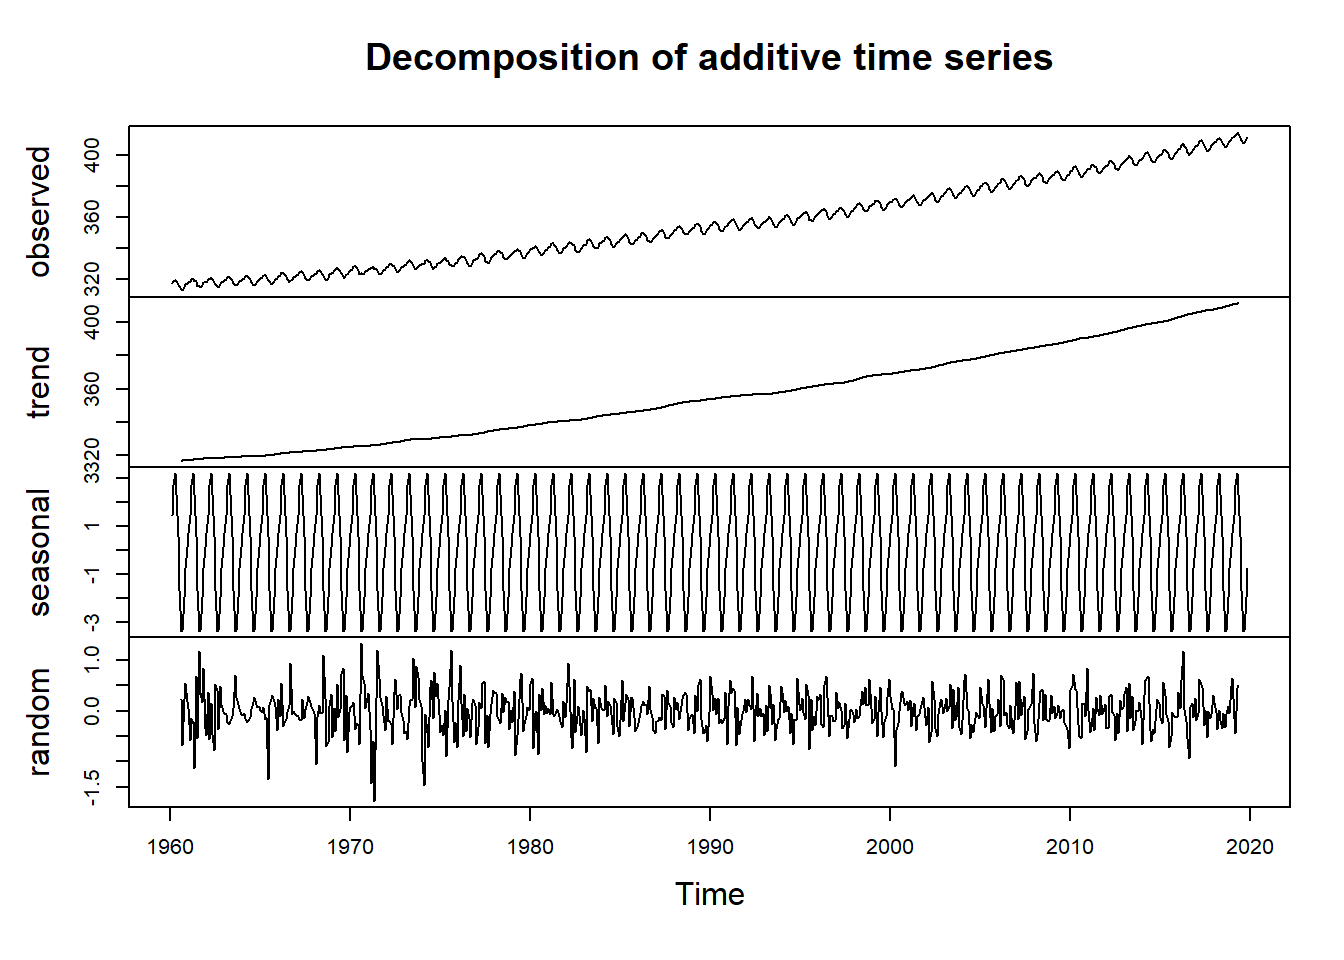 Decomposition of additive time series
observed
320 360 400
trend
320 360 400
seasonal
-3 -1 1 3
random
-1.5 0.0 1.0
1960 1970 1980 1990 2000 2010 2020
Time